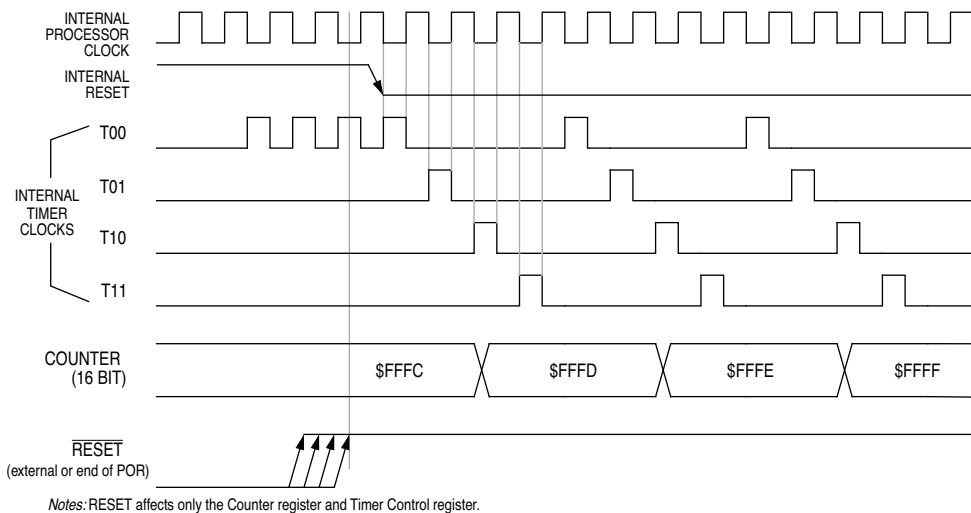 INTERNAL
PROCESSOR
CLOCK
INTERNAL
RESET
T00
T01
INTERNAL
TIMER
CLOCKS
T10
T11
COUNTER
(16 BIT)
$FFFC
$FFFD
$FFFE
$FFFF
RESET
(external or end of POR)
Notes: RESET affects only the Counter register and Timer Control register.